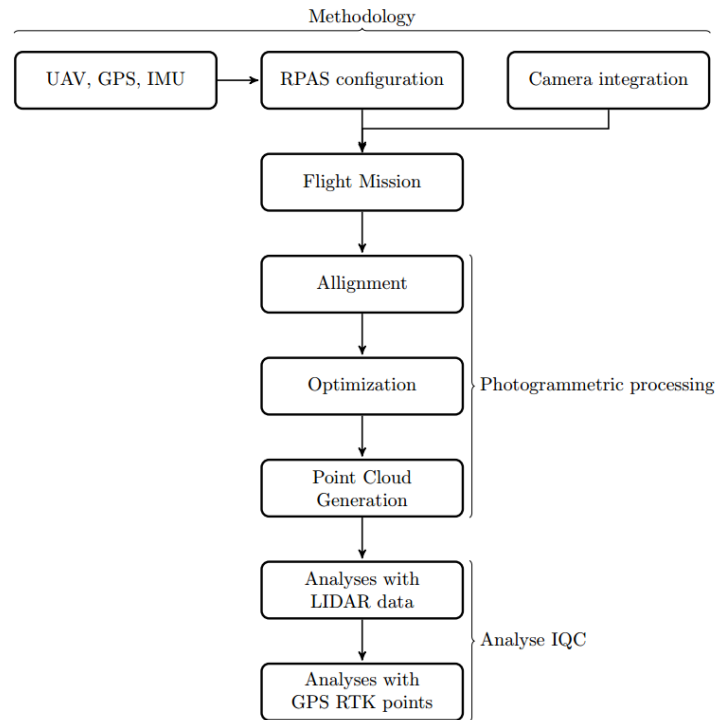 Methodology
UAV, GPS, IMU
RPAS configuration
Camera integration
Flight Mission
Allignment
Optimization
Photogrammetric processing
Point Cloud
Generation
Analyses with
LIDAR data
Analyse IQC
Analyses with
GPS RTK points